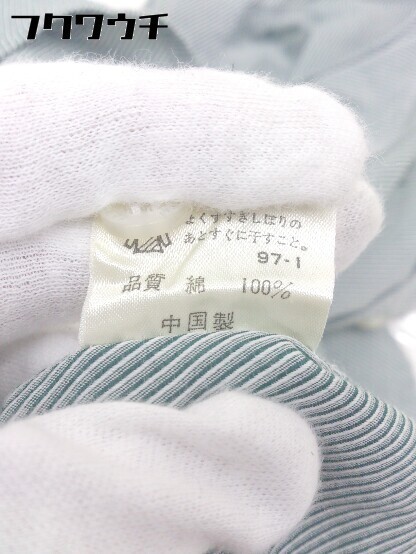 フクワウチ
よくすすぎしぼりの
あとすぐに干すこと。
97-1
品質 綿 100%
中国製